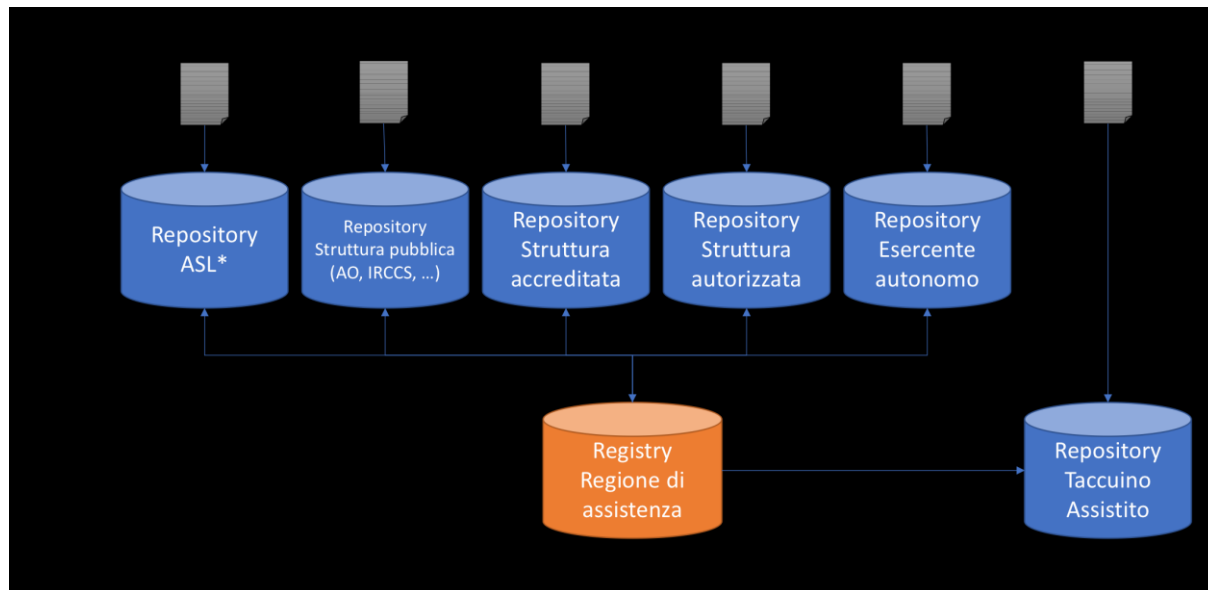 Repository
ASL*
Repository
Struttura pubblica
(AO, IRCCS, ...)
Repository
Struttura
accreditata
Repository
Struttura
autorizzata
Repository
Esercente
autonomo
Registry
Regione di
assistenza
Repository
Taccuino
Assistito